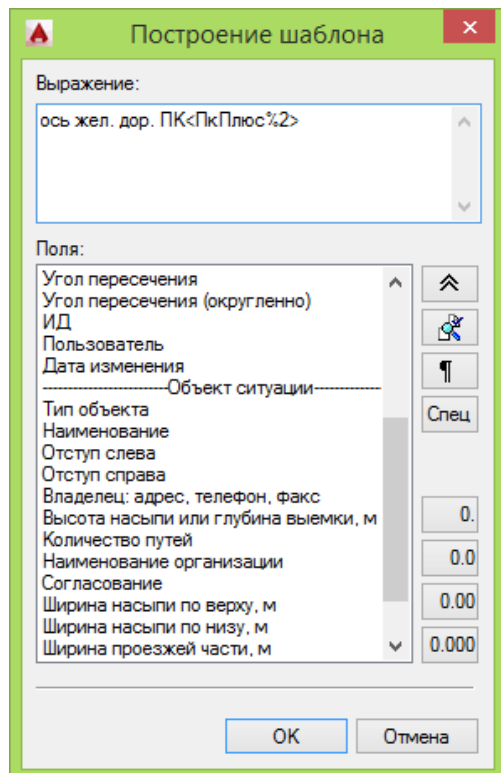 Построение шаблона
Выражение:
ось жел. дор. ПК<ПкПлюс%2>
Поля:
Угол пересечения
Угол пересечения (округленно)
ИД
Пользователь
Дата изменения
-------------------------Объект ситуации-------------
Тип объекта
Наименование
Отступ слева
Отступ справа
Владелец: адрес, телефон, факс
Высота насыпи или глубина выемки, м
Количество путей
Наименование организации
Согласование
Ширина насыпи по верху, м
Ширина насыпи по низу, м
Ширина проезжей части, м
¶
Спец
0.
0.0
0.00
0.000
OK
Отмена